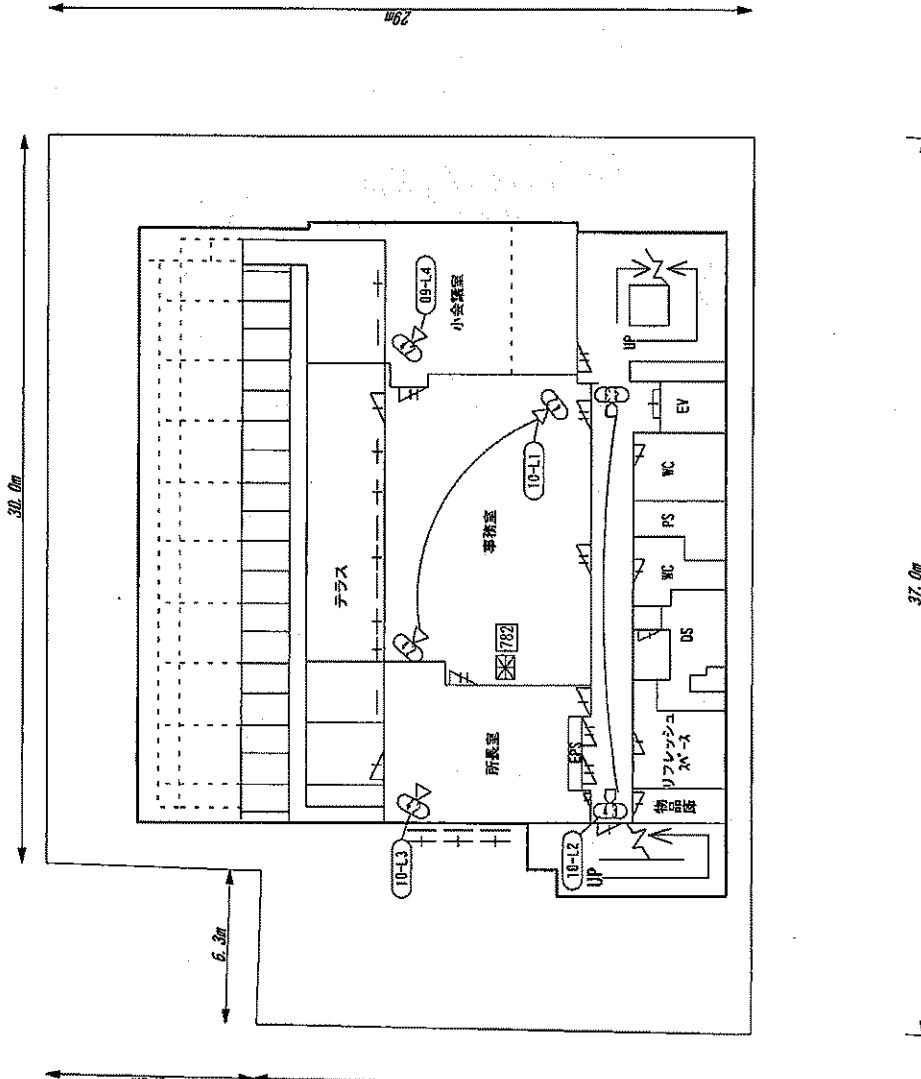 29m
30.0m
37.0m
6.3m
テラス
小会議室
09-L4
事務室
10-L1
782
所長室
10-L3
EPS
10-L2
UP
UP
EV
WC
PS
WC
DS
リフレッシュ
スペース
物品庫